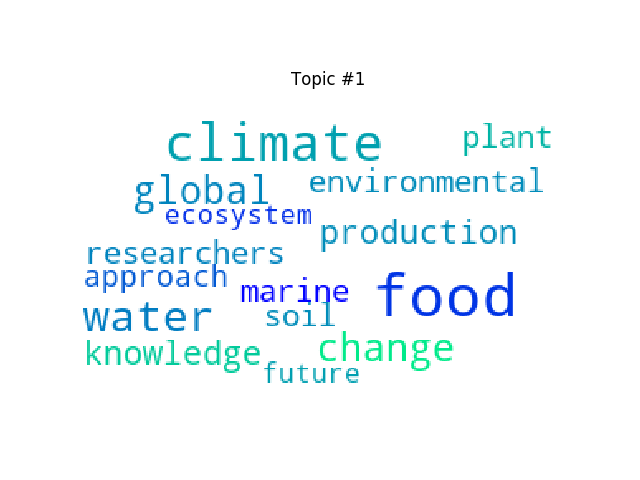 Topic #1
climate plant
global environmental
ecosystem
production
researchers
approach
marine food
water soil
knowledge change
future